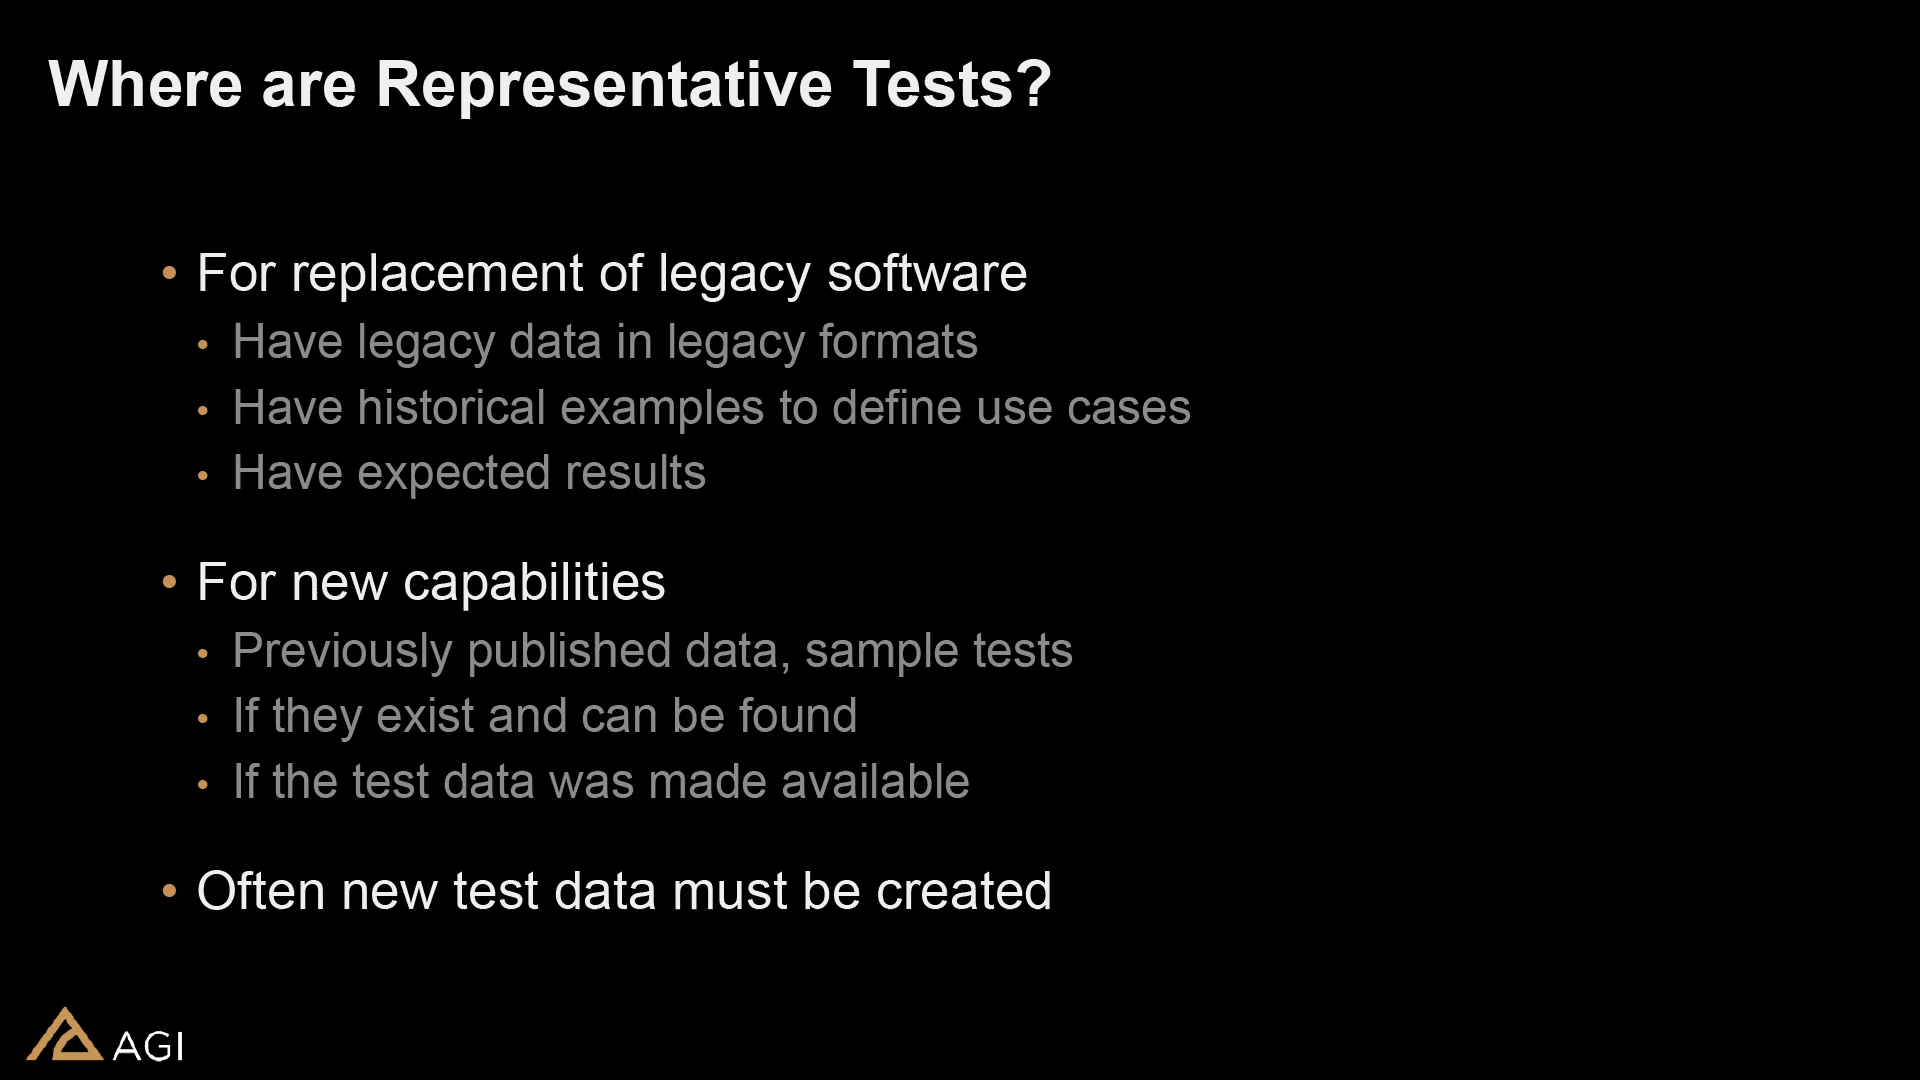 Where are Representative Tests?
• For replacement of legacy software
• Have legacy data in legacy formats
• Have historical examples to define use cases
• Have expected results
• For new capabilities
• Previously published data, sample tests
• If they exist and can be found
• If the test data was made available
• Often new test data must be created
AGI